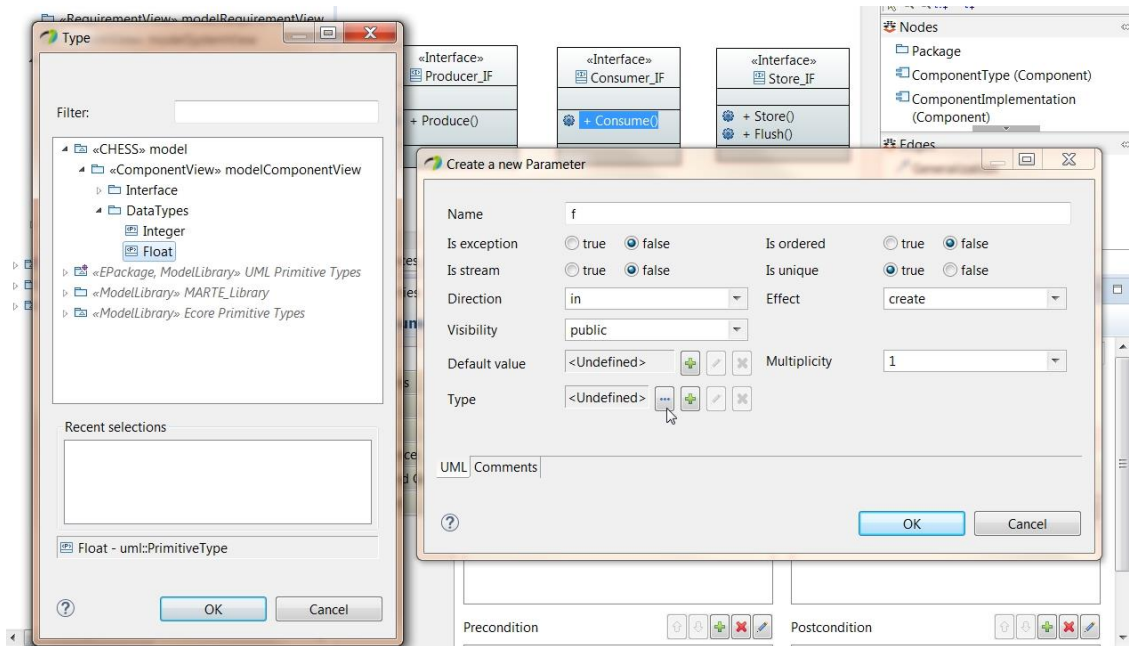 «RequirementView» modelRequirementView
Type
Filter:
«CHESS» model
«ComponentView» modelComponentView
Interface
DataTypes
Integer
Float
«EPackage, ModelLibrary» UML Primitive Types
«ModelLibrary» MARTE_Library
«ModelLibrary» Ecore Primitive Types
Recent selections
Float - uml::PrimitiveType
OK
Cancel
«Interface»
Producer_IF
+ Produce()
«Interface»
Consumer_IF
+ Consume()
«Interface»
Store_IF
+ Store()
+ Flush()
Nodes
Package
ComponentType (Component)
ComponentImplementation
(Component)
Edges
Create a new Parameter
Name f
Is exception true false Is ordered true false
Is stream true false Is unique true false
Direction in Effect create
Visibility public
Default value <Undefined> Multiplicity 1
Type <Undefined>
UML Comments
OK Cancel
Precondition Postcondition